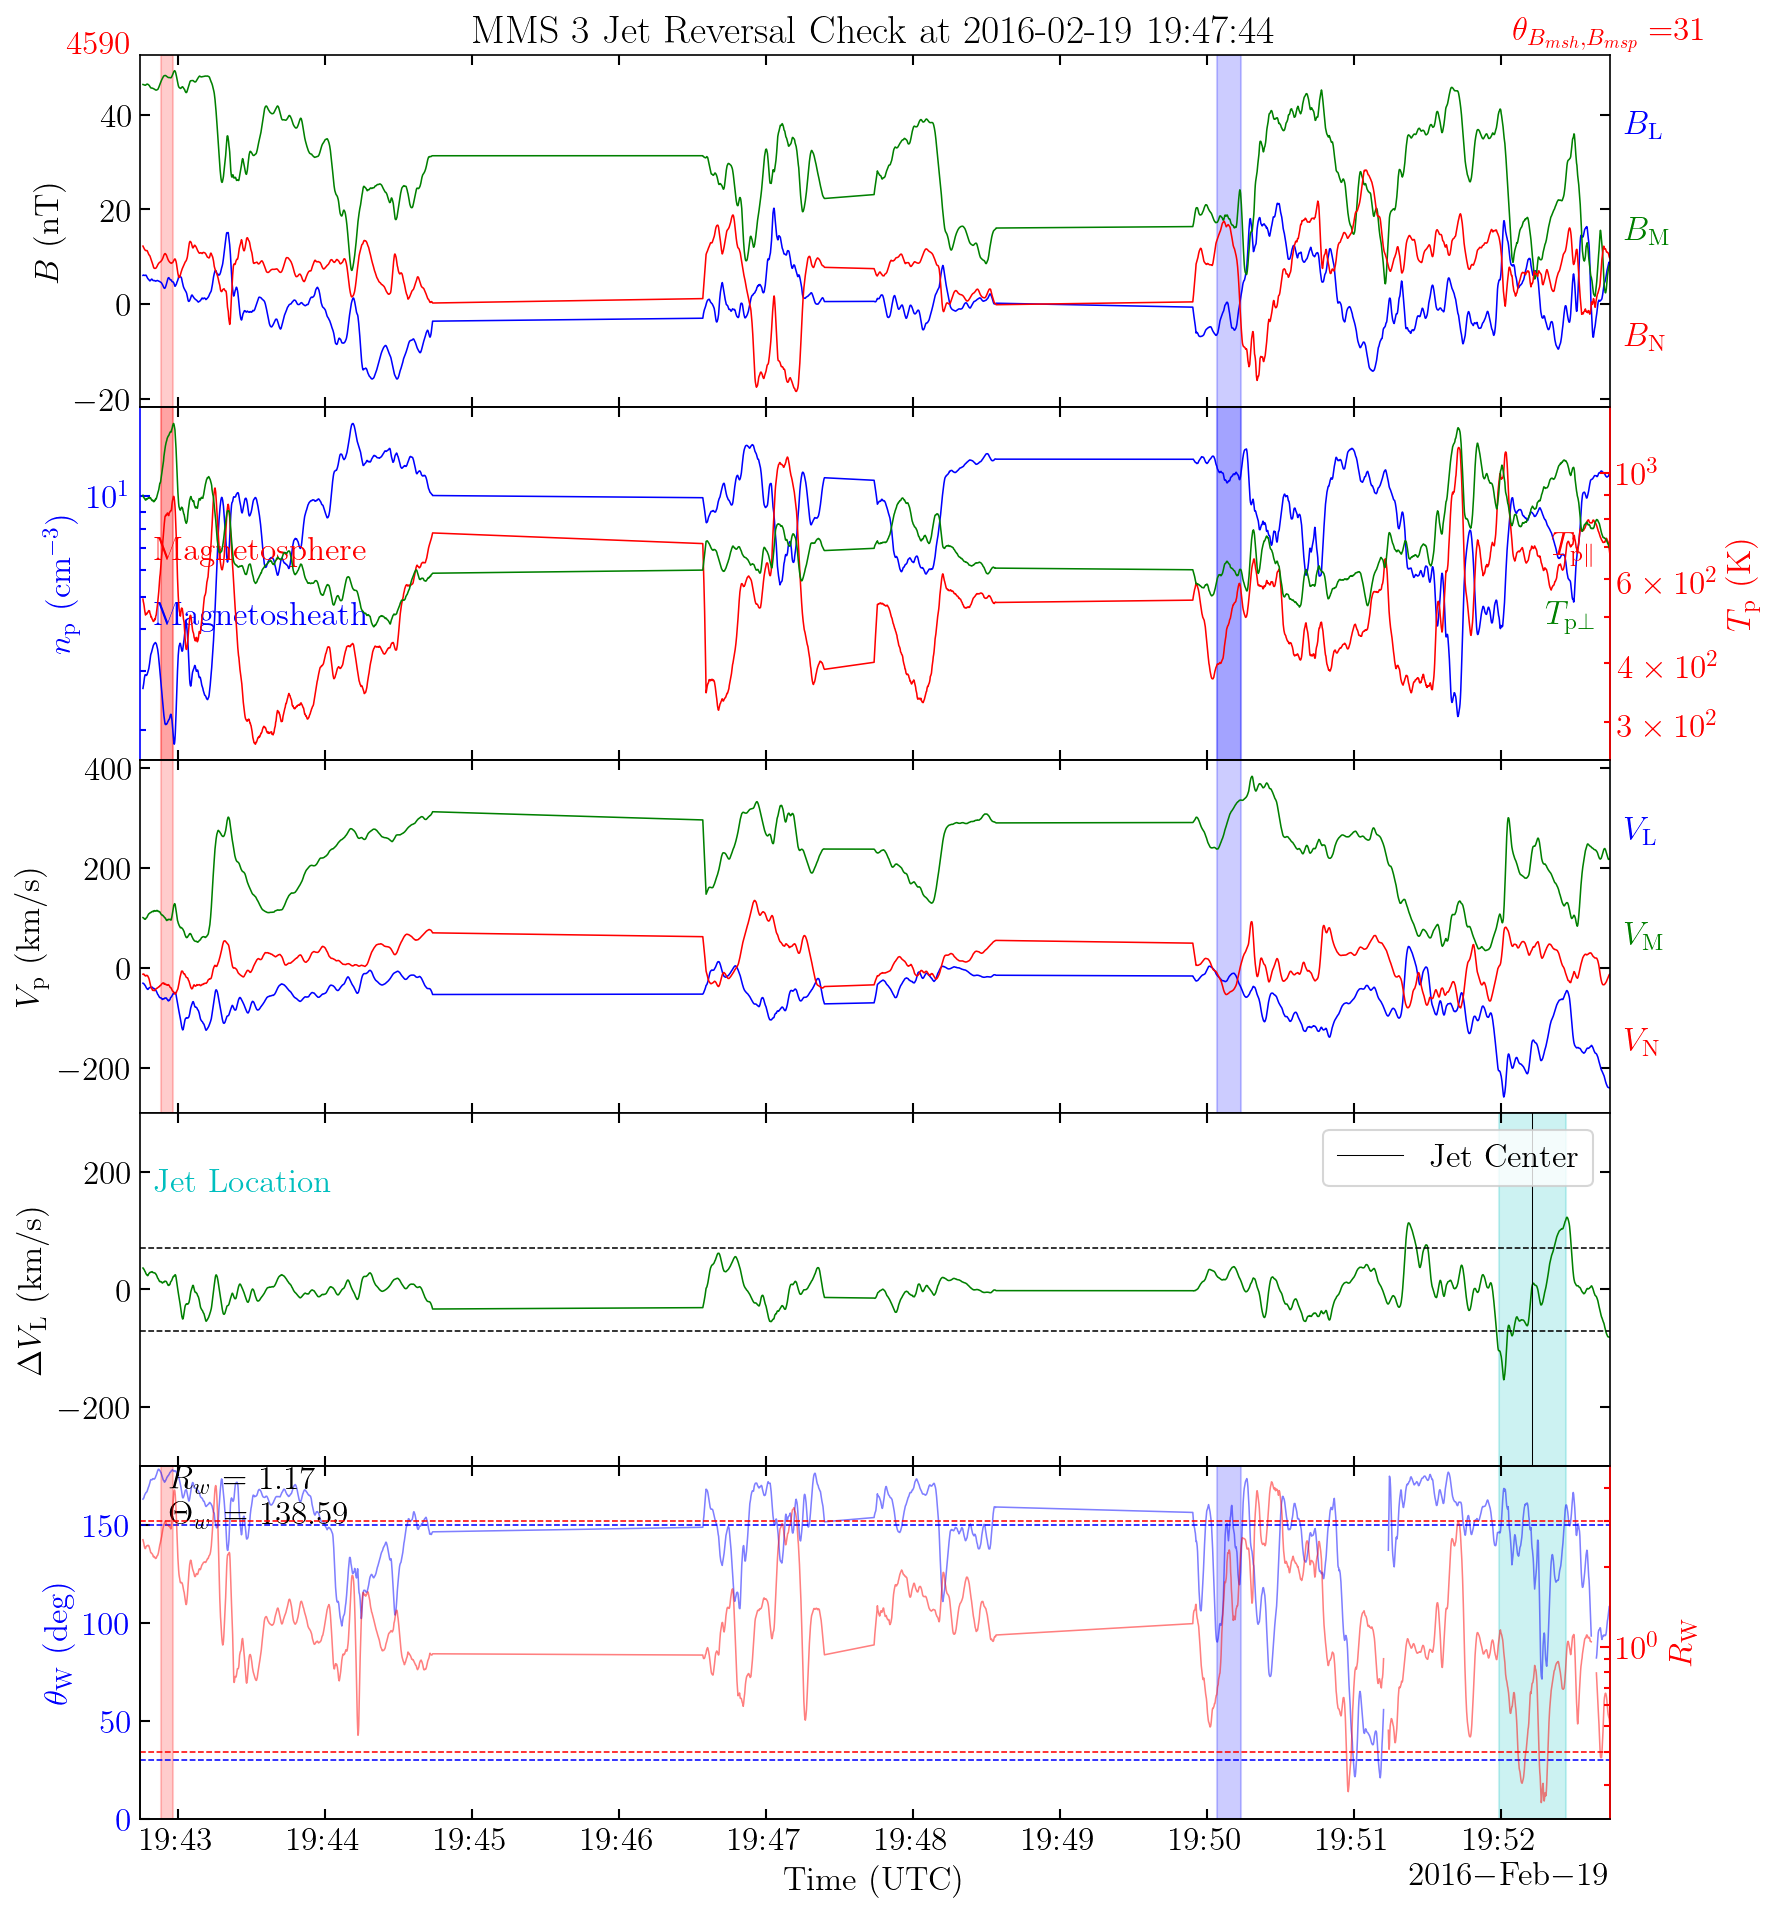 MMS 3 Jet Reversal Check at 2016-02-19 19:47:44
4590
θ_{B_{msh},B_{msp}} =31
40
20
0
−20
B (nT)
B_L
B_M
B_N
10^1
n_p (cm^{−3})
Magnetosphere
Magnetosheath
T_{p∥}
T_{p⊥}
10^3
6 × 10^2
4 × 10^2
3 × 10^2
T_p (K)
400
200
0
−200
V_p (km/s)
V_L
V_M
V_N
200
0
−200
ΔV_L (km/s)
Jet Location
Jet Center
R_w = 1.17
Θ_w = 138.59
150
100
50
0
θ_W (deg)
10^0
R_W
19:43 19:44 19:45 19:46 19:47 19:48 19:49 19:50 19:51 19:52
Time (UTC)
2016−Feb−19